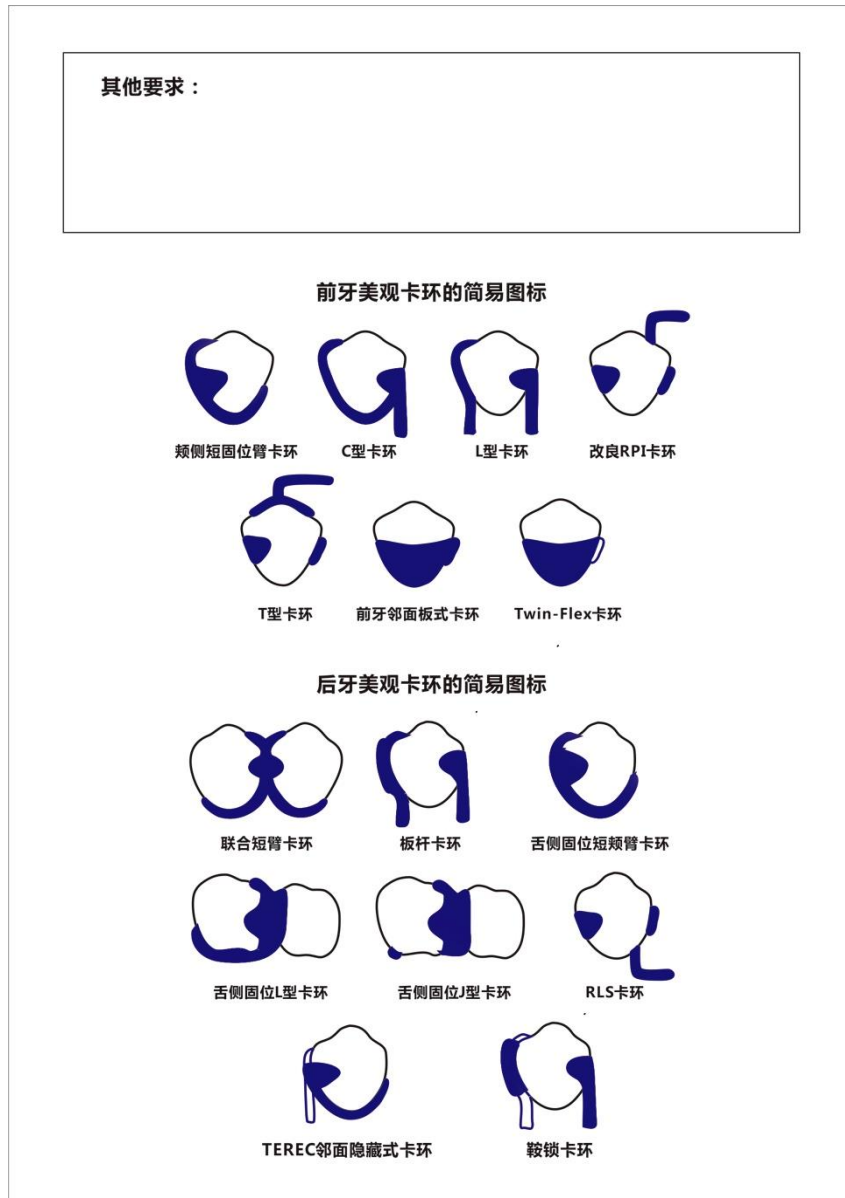 其他要求：
前牙美观卡环的简易图标
颊侧短固位臂卡环 C型卡环 L型卡环 改良RPI卡环
T型卡环 前牙邻面板式卡环 Twin-Flex卡环
后牙美观卡环的简易图标
联合短臂卡环 板杆卡环 舌侧固位短颊臂卡环
舌侧固位L型卡环 舌侧固位J型卡环 RLS卡环
TEREC邻面隐藏式卡环 鞍锁卡环